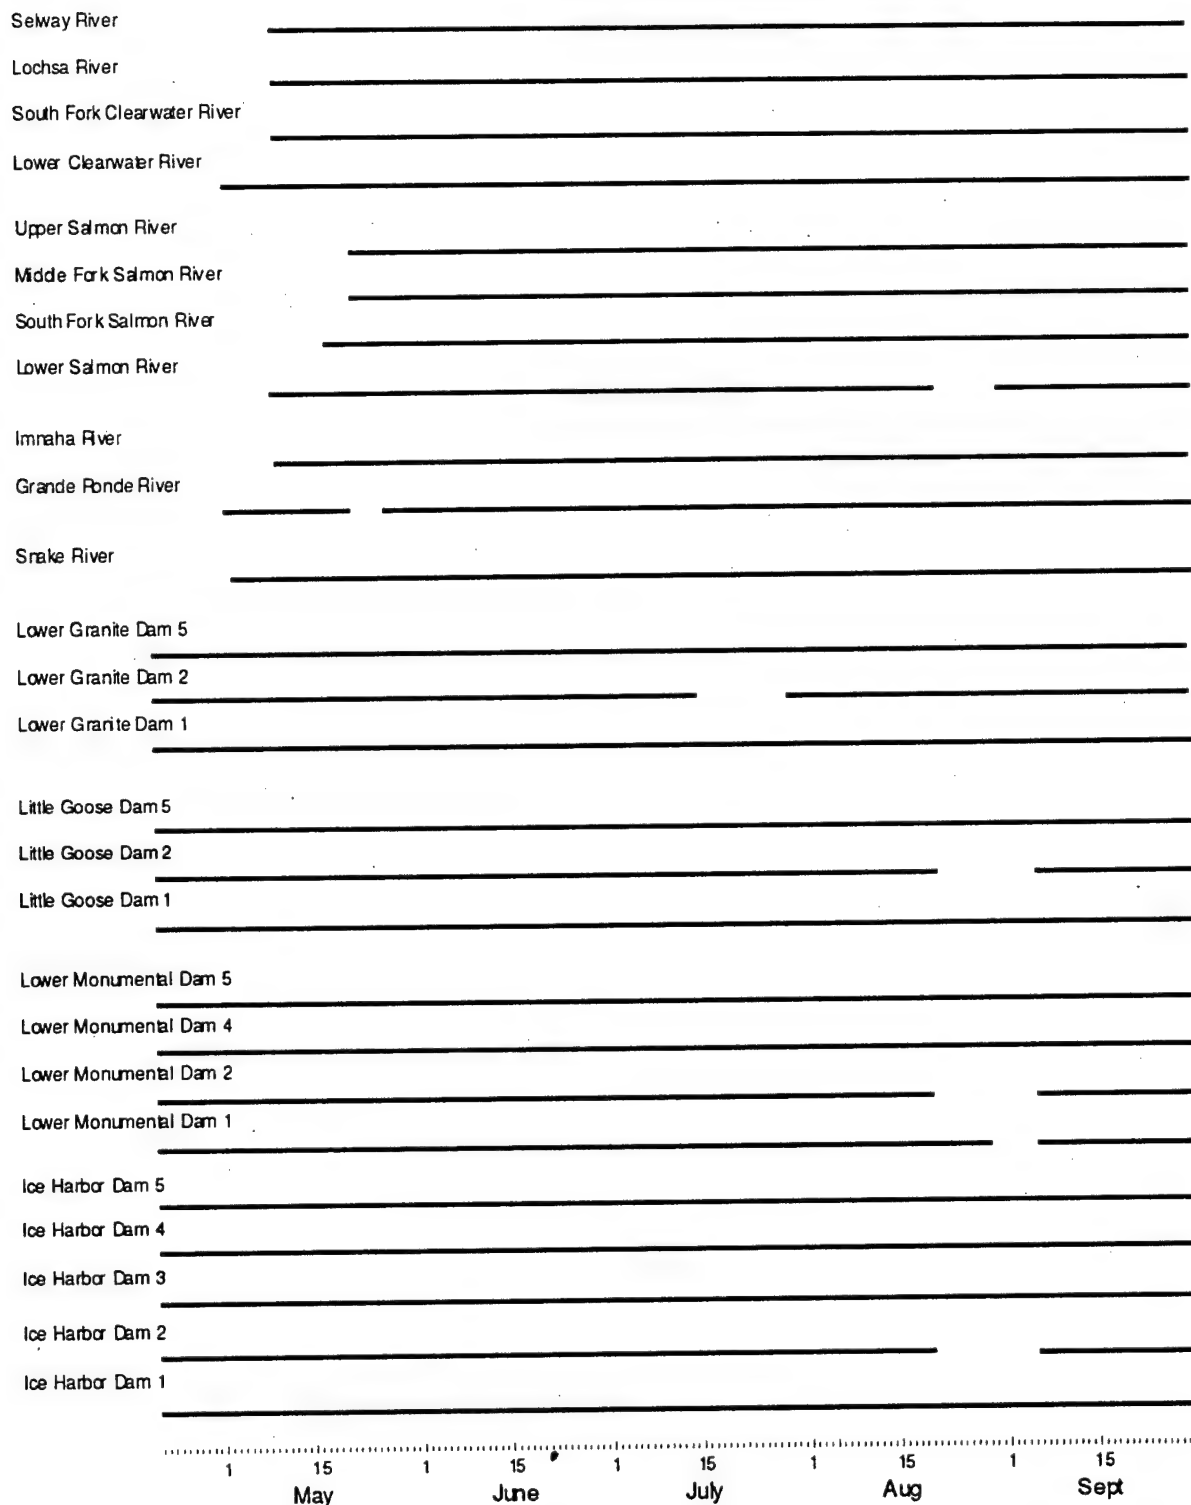 Selway River
Lochsa River
South Fork Clearwater River
Lower Clearwater River
Upper Salmon River
Middle Fork Salmon River
South Fork Salmon River
Lower Salmon River
Imnaha River
Grande Ronde River
Snake River
Lower Granite Dam 5
Lower Granite Dam 2
Lower Granite Dam 1
Little Goose Dam 5
Little Goose Dam 2
Little Goose Dam 1
Lower Monumental Dam 5
Lower Monumental Dam 4
Lower Monumental Dam 2
Lower Monumental Dam 1
Ice Harbor Dam 5
Ice Harbor Dam 4
Ice Harbor Dam 3
Ice Harbor Dam 2
Ice Harbor Dam 1
1 15 1 15 1 15 1 15 1 15
May June July Aug Sept